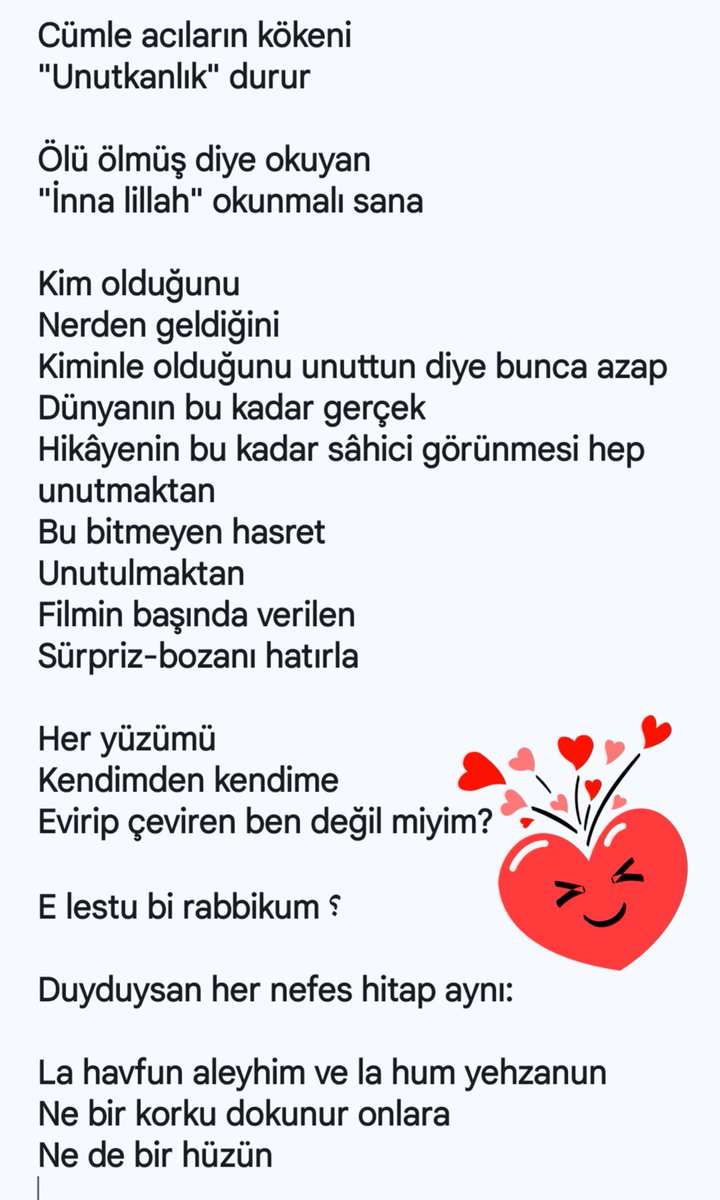 Cümle acıların kökeni
"Unutkanlık" durur
Ölü ölmüş diye okuyan
"İnna lillah" okunmalı sana
Kim olduğunu
Nerden geldiğini
Kiminle olduğunu unuttun diye bunca azap
Dünyanın bu kadar gerçek
Hikâyenin bu kadar sâhici görünmesi hep
unutmaktan
Bu bitmeyen hasret
Unutulmaktan
Filmin başında verilen
Sürpriz-bozanı hatırla
Her yüzümü
Kendimden kendime
Evirip çeviren ben değil miyim?
E lestu bi rabbikum ⸮
Duyduysan her nefes hitap aynı:
La havfun aleyhim ve la hum yehzanun
Ne bir korku dokunur onlara
Ne de bir hüzün